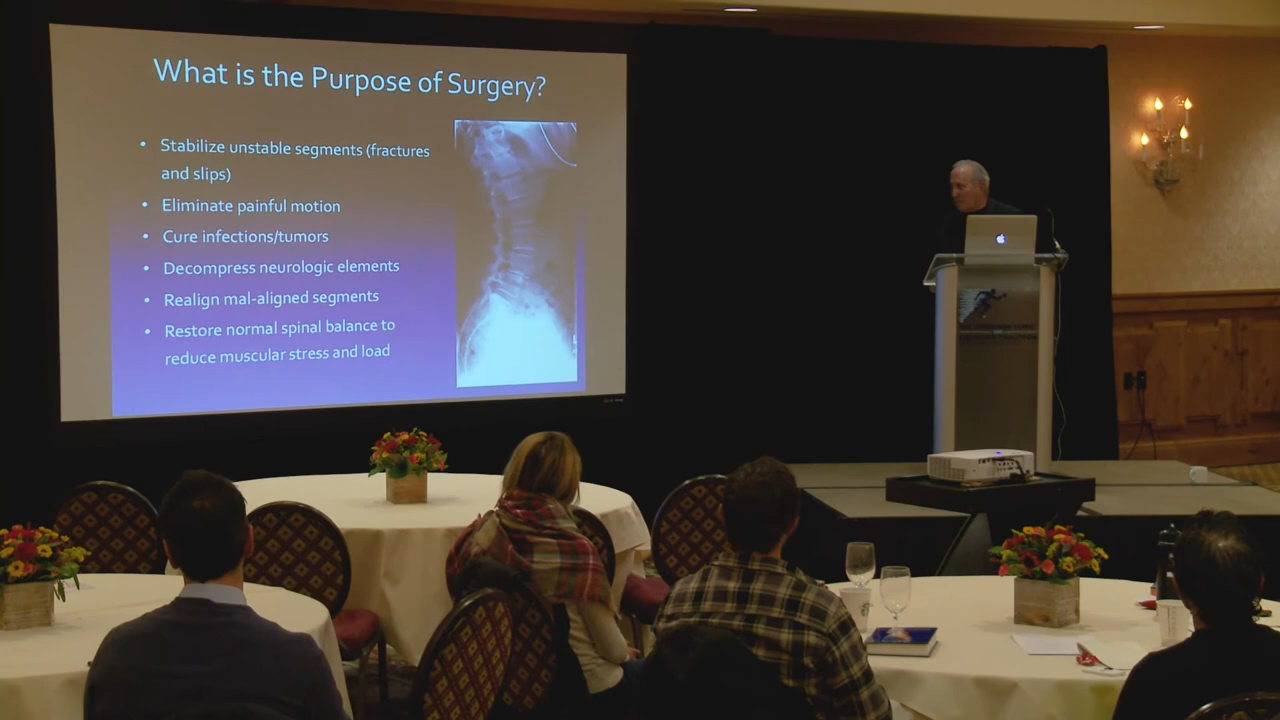 What is the Purpose of Surgery?
• Stabilize unstable segments (fractures
and slips)
• Eliminate painful motion
• Cure infections/tumors
• Decompress neurologic elements
• Realign mal-aligned segments
• Restore normal spinal balance to
reduce muscular stress and load